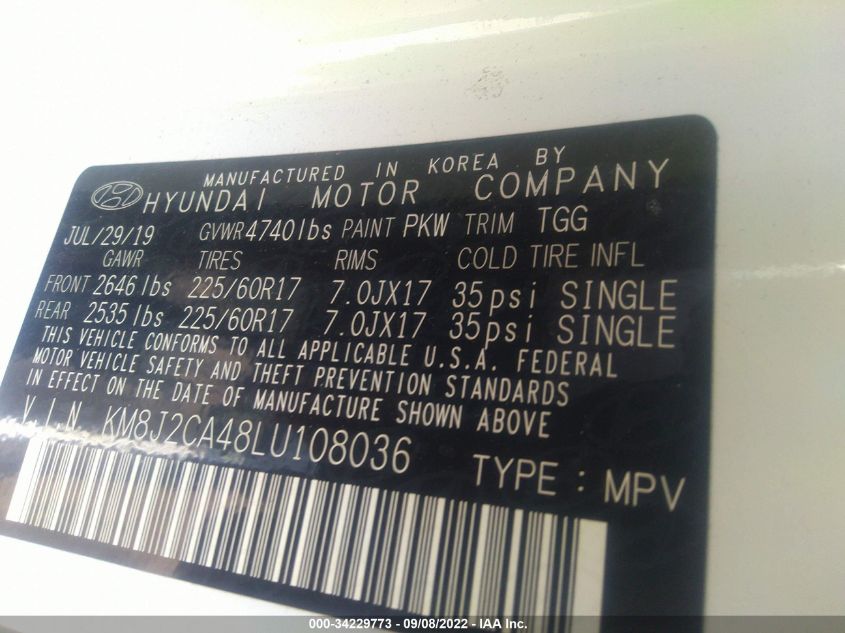 MANUFACTURED IN KOREA BY
HYUNDAI MOTOR COMPANY
JUL/29/19 GVWR4740lbs PAINT PKW TRIM TGG
GAWR TIRES RIMS COLD TIRE INFL
FRONT 2646lbs 225/60R17 7.0JX17 35psi SINGLE
REAR 2535lbs 225/60R17 7.0JX17 35psi SINGLE
THIS VEHICLE CONFORMS TO ALL APPLICABLE U.S.A. FEDERAL
MOTOR VEHICLE SAFETY AND THEFT PREVENTION STANDARDS
IN EFFECT ON THE DATE OF MANUFACTURE SHOWN ABOVE
V.I.N. KM8J2CA48LU108036
TYPE : MPV
000-34229773 - 09/08/2022 - IAA Inc.